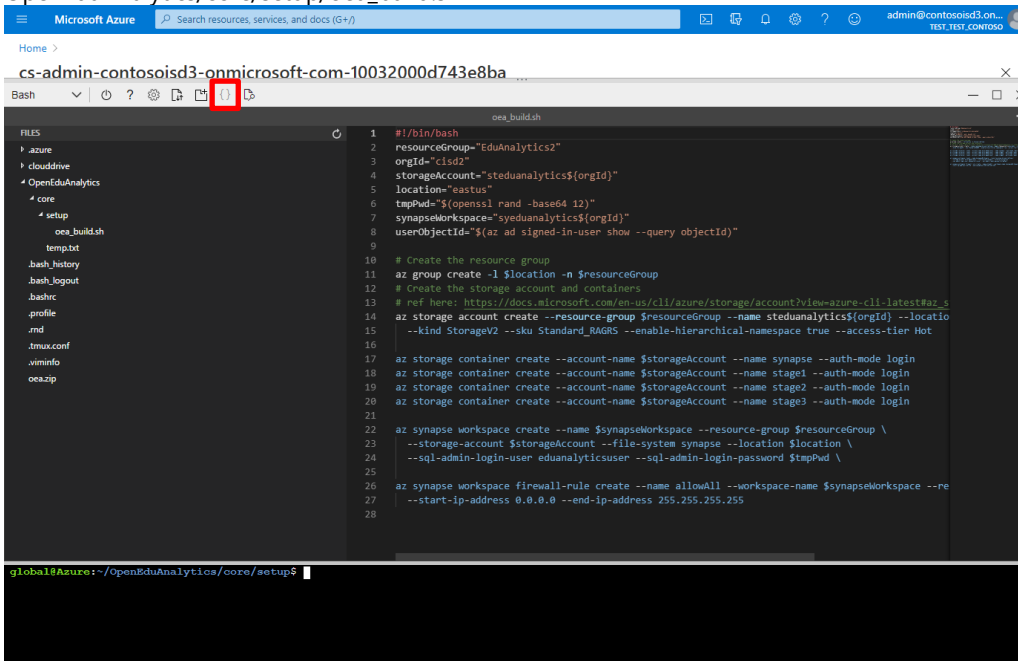 OpenEduAnalytics/core/setup/oea_build.sh
Microsoft Azure
Search resources, services, and docs (G+/)
admin@contosoisd3.on...
TEST_TEST_CONTOSO
Home >
cs-admin-contosoisd3-onmicrosoft-com-10032000d743e8ba ...
Bash
oea_build.sh
FILES
.azure
clouddrive
OpenEduAnalytics
core
setup
oea_build.sh
temp.txt
.bash_history
.bash_logout
.bashrc
.profile
.rnd
.tmux.conf
.viminfo
oea.zip
1 #!/bin/bash
2 resourceGroup="EduAnalytics2"
3 orgId="cisd2"
4 storageAccount="steduanalytics${orgId}"
5 location="eastus"
6 tmpPwd="$(openssl rand -base64 12)"
7 synapseWorkspace="syeduanalytics${orgId}"
8 userObjectId="$(az ad signed-in-user show --query objectId)"
9
10 # Create the resource group
11 az group create -l $location -n $resourceGroup
12 # Create the storage account and containers
13 # ref here: https://docs.microsoft.com/en-us/cli/azure/storage/account?view=azure-cli-latest#az_s
14 az storage account create --resource-group $resourceGroup --name steduanalytics${orgId} --locatio
15 --kind StorageV2 --sku Standard_RAGRS --enable-hierarchical-namespace true --access-tier Hot
16
17 az storage container create --account-name $storageAccount --name synapse --auth-mode login
18 az storage container create --account-name $storageAccount --name stage1 --auth-mode login
19 az storage container create --account-name $storageAccount --name stage2 --auth-mode login
20 az storage container create --account-name $storageAccount --name stage3 --auth-mode login
21
22 az synapse workspace create --name $synapseWorkspace --resource-group $resourceGroup \
23 --storage-account $storageAccount --file-system synapse --location $location \
24 --sql-admin-login-user eduanalyticsuser --sql-admin-login-password $tmpPwd \
25
26 az synapse workspace firewall-rule create --name allowAll --workspace-name $synapseWorkspace --re
27 --start-ip-address 0.0.0.0 --end-ip-address 255.255.255.255
28
global@Azure:~/OpenEduAnalytics/core/setup$